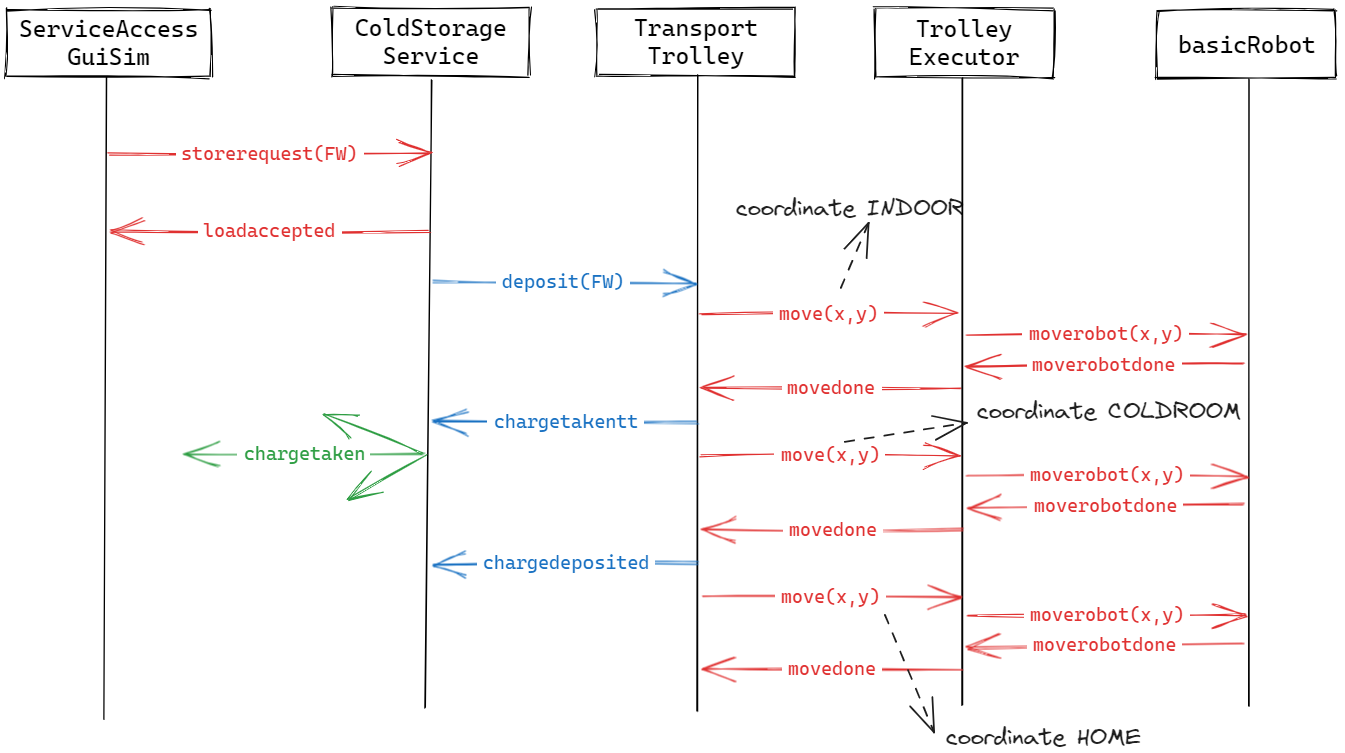 ServiceAccess
GuiSim
ColdStorage
Service
Transport
Trolley
Trolley
Executor
basicRobot
storerequest(FW)
coordinate INDOOR
loadaccepted
deposit(FW)
move(x,y)
moverobot(x,y)
moverobotdone
movedone
coordinate COLDROOM
chargetakentt
chargetaken
move(x,y)
moverobot(x,y)
moverobotdone
movedone
chargedeposited
move(x,y)
moverobot(x,y)
moverobotdone
movedone
coordinate HOME